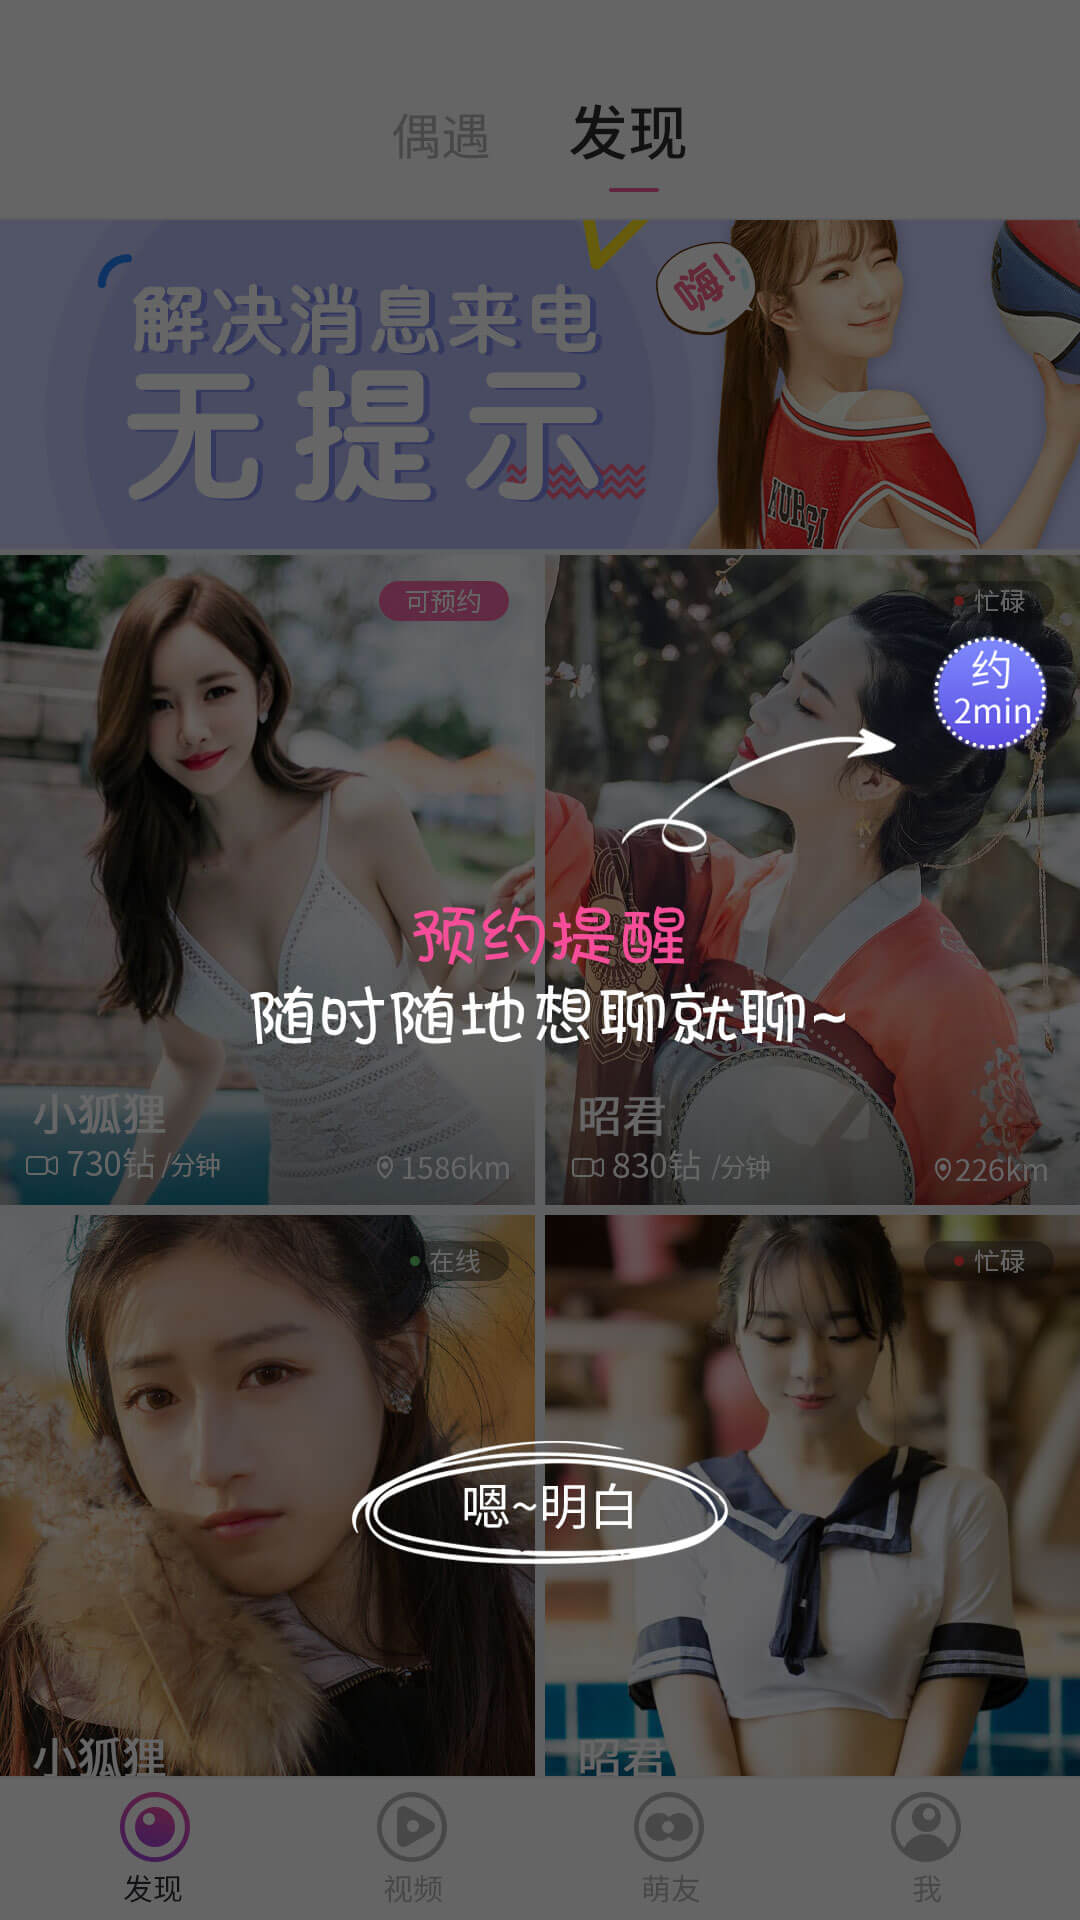 偶遇 发现
解决消息来电
无提示
嗨!
KURGI
可预约
忙碌
约
2min
预约提醒
随时随地想聊就聊~
小狐狸
730钻/分钟
1586km
昭君
830钻/分钟
226km
在线
忙碌
嗯~明白
小狐狸
昭君
发现 视频 萌友 我